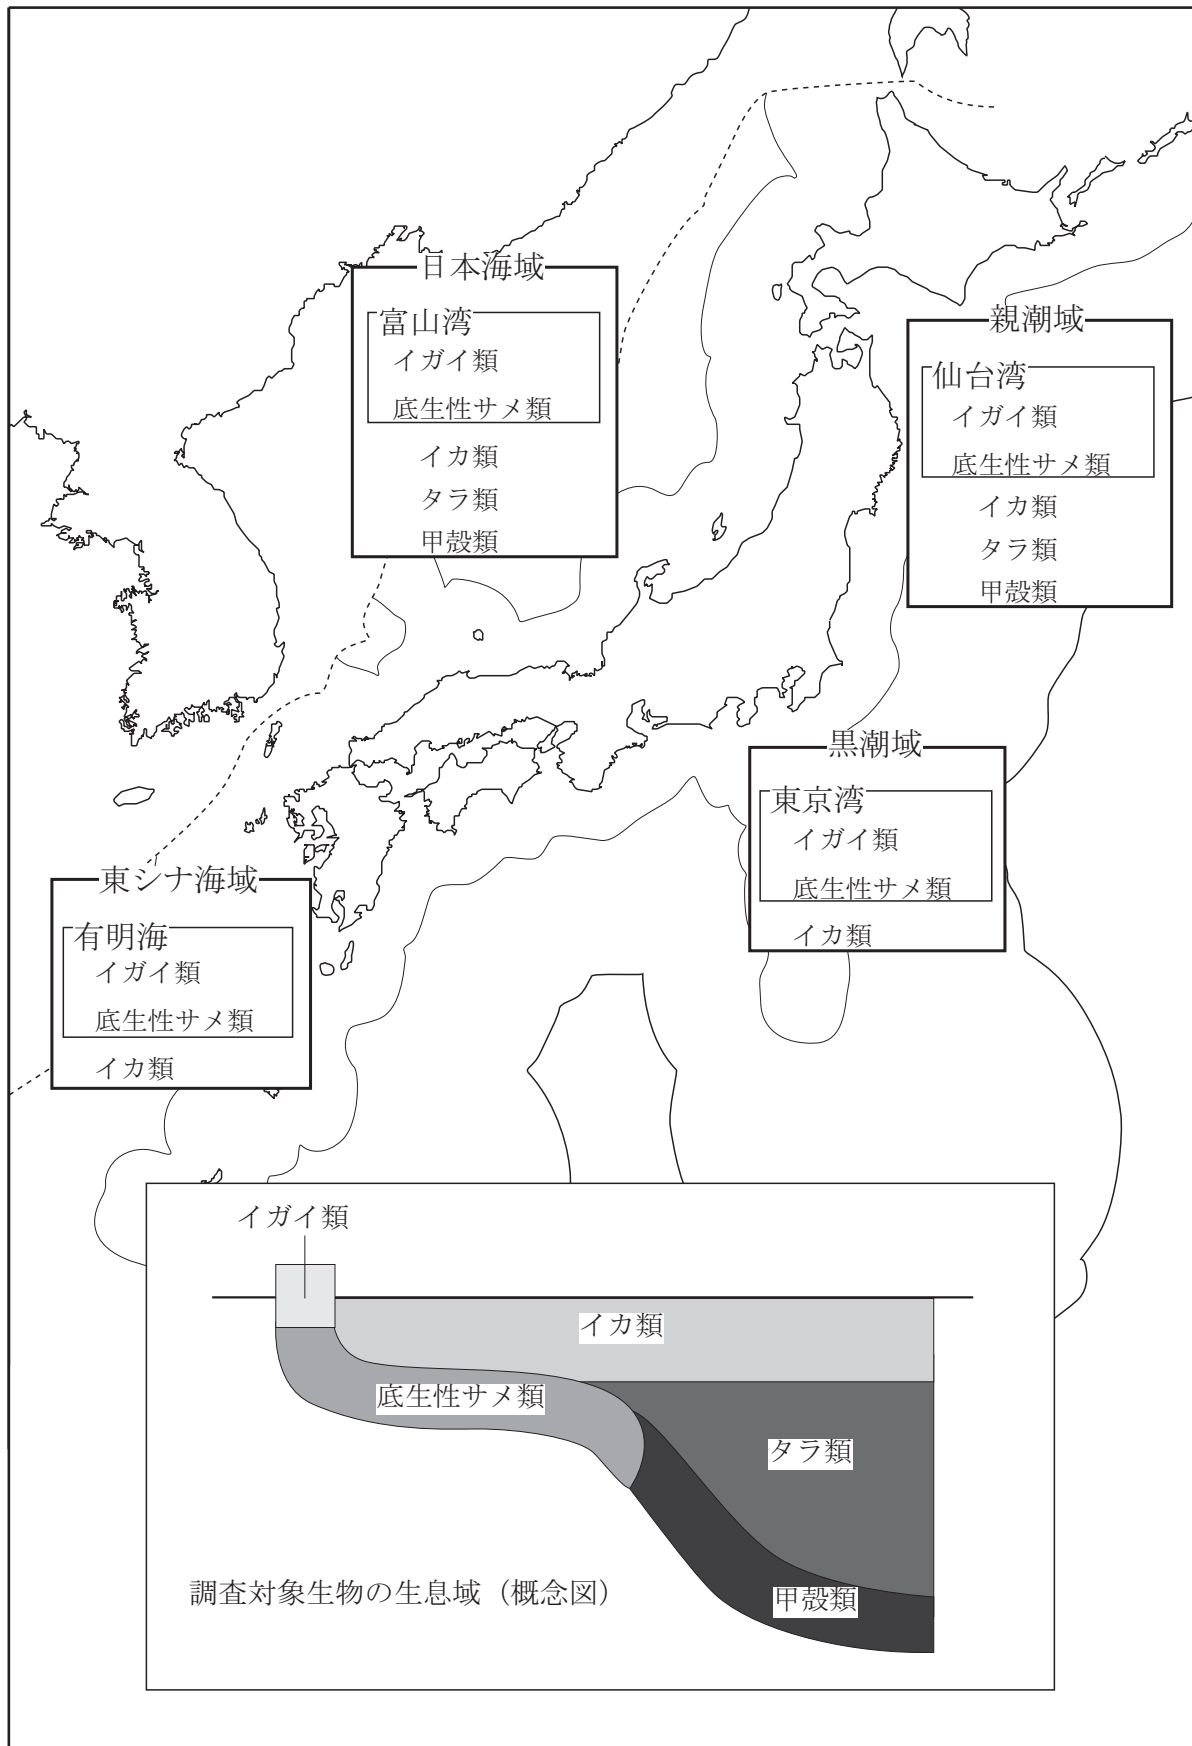 日本海域
富山湾
イガイ類
底生性サメ類
イカ類
タラ類
甲殻類
親潮域
仙台湾
イガイ類
底生性サメ類
イカ類
タラ類
甲殻類
黒潮域
東京湾
イガイ類
底生性サメ類
イカ類
東シナ海域
有明海
イガイ類
底生性サメ類
イカ類
イガイ類
イカ類
底生性サメ類
タラ類
甲殻類
調査対象生物の生息域（概念図）